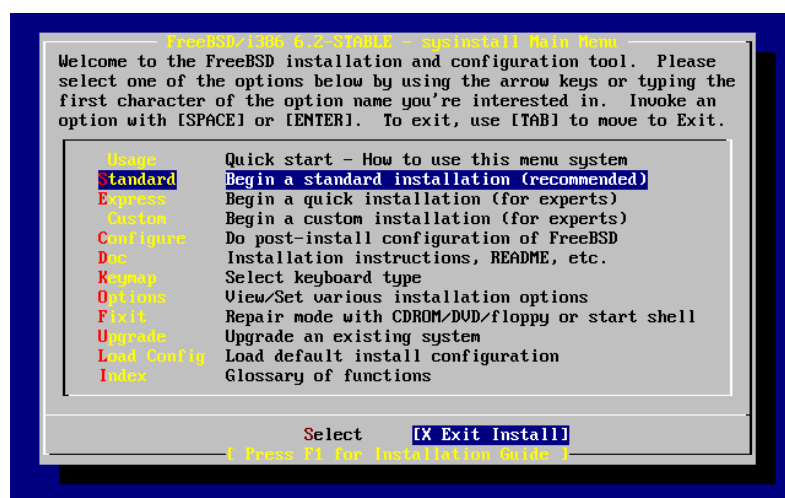 FreeBSD/i386 6.2-STABLE - sysinstall Main Menu
Welcome to the FreeBSD installation and configuration tool.  Please
select one of the options below by using the arrow keys or typing the
first character of the option name you're interested in.  Invoke an
option with [SPACE] or [ENTER].  To exit, use [TAB] to move to Exit.
Usage Quick start - How to use this menu system
Standard Begin a standard installation (recommended)
Express Begin a quick installation (for experts)
Custom Begin a custom installation (for experts)
Configure Do post-install configuration of FreeBSD
Doc Installation instructions, README, etc.
Keymap Select keyboard type
Options View/Set various installation options
Fixit Repair mode with CDROM/DVD/floppy or start shell
Upgrade Upgrade an existing system
Load Config Load default install configuration
Index Glossary of functions
Select [X Exit Install]
[ Press F1 for Installation Guide ]